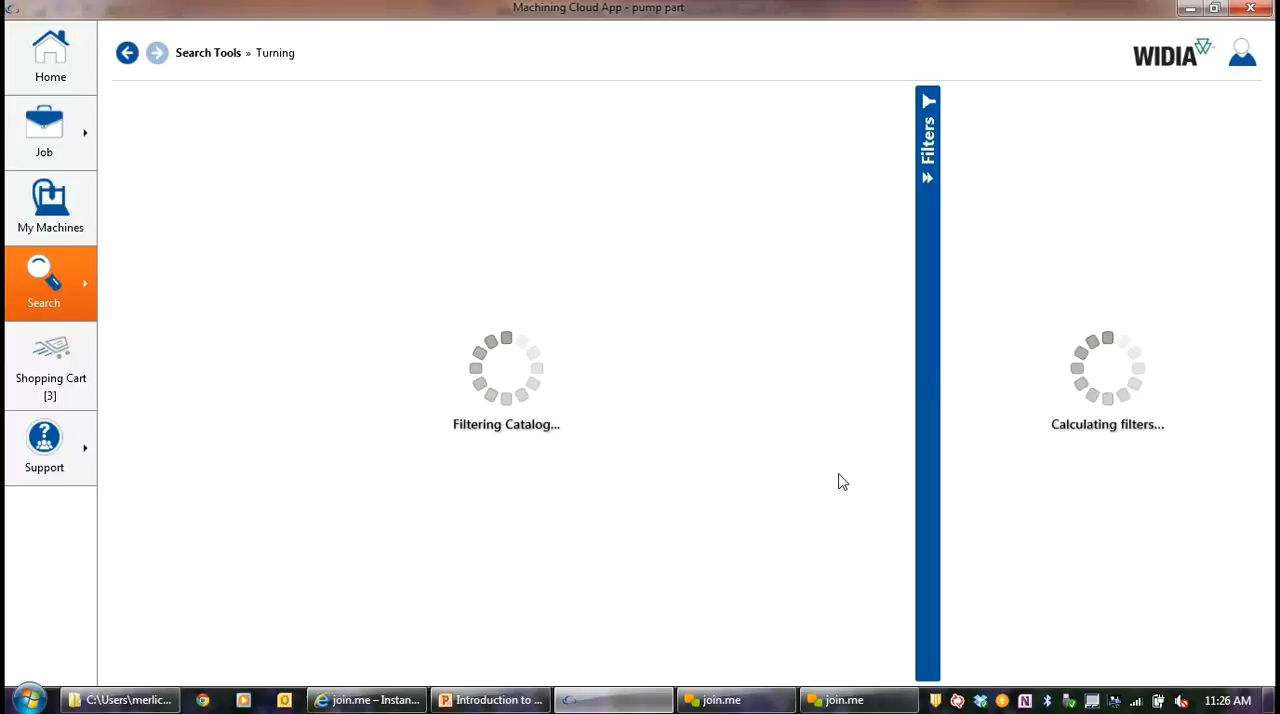 Machining Cloud App - pump part
Home
Job
My Machines
Search
Shopping Cart
[3]
Support
Search Tools » Turning
WIDIA
Filters
Filtering Catalog...
Calculating filters...
C:\Users\merlic...
join.me – Instan...
Introduction to ...
join.me
join.me
11:26 AM